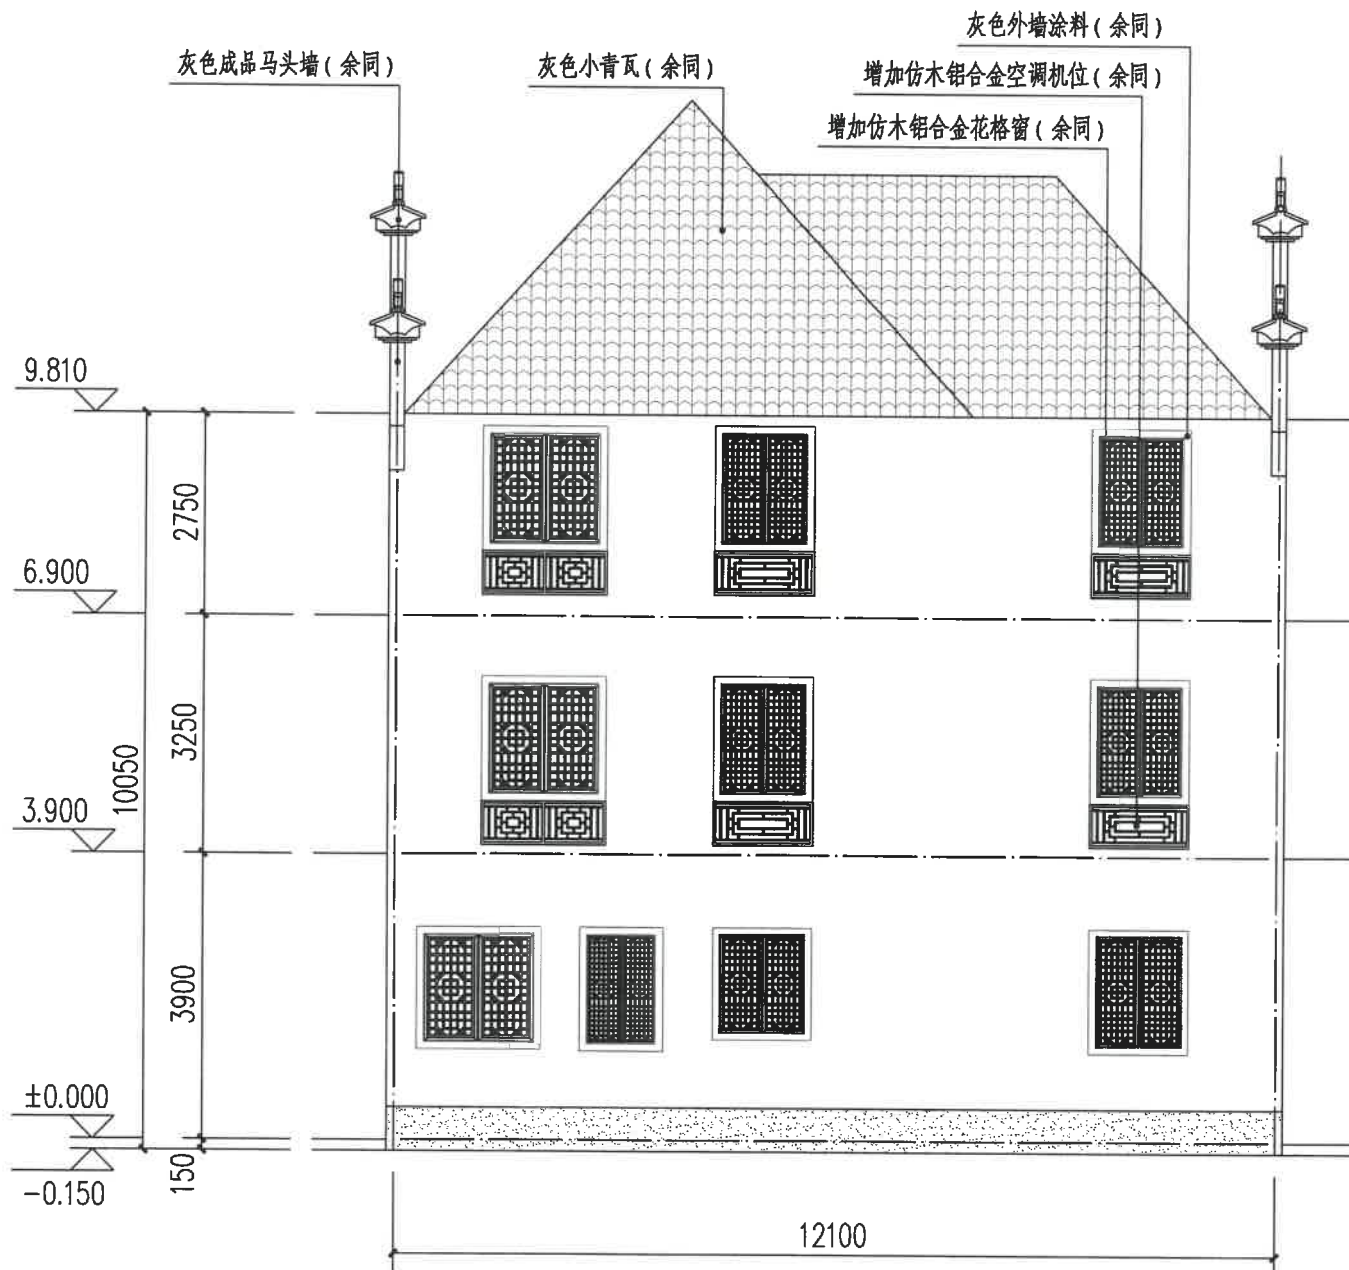 灰色外墙涂料(余同)
灰色成品马头墙(余同)
灰色小青瓦(余同)
增加仿木铝合金空调机位(余同)
增加仿木铝合金花格窗(余同)
9.810
2750
6.900
3250
10050
3.900
3900
±0.000
150
-0.150
12100